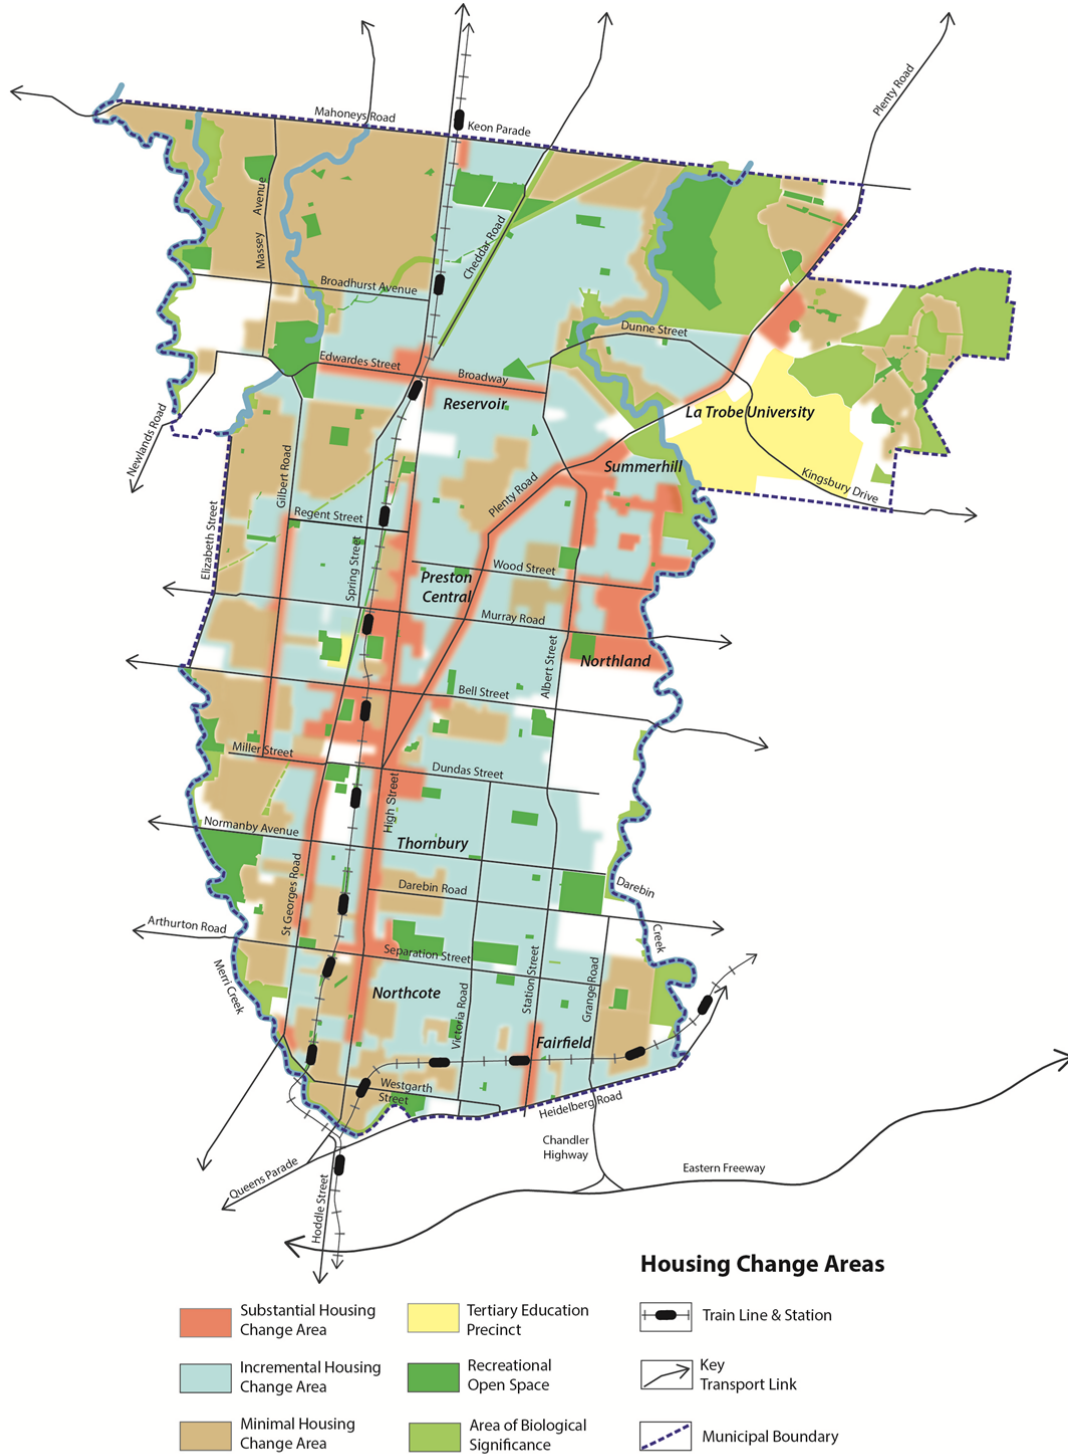 Plenty Road
Mahoneys Road
Keon Parade
Massey Avenue
Cheddar Road
Broadhurst Avenue
Dunne Street
Edwardes Street
Broadway
Reservoir
La Trobe University
Newlands Road
Summerhill
Kingsbury Drive
Gilbert Road
Plenty Road
Regent Street
Elizabeth Street
Spring Street
Wood Street
Preston
Central
Murray Road
Albert Street
Northland
Bell Street
Miller Street
Dundas Street
High Street
Normanby Avenue
Thornbury
St Georges Road
Darebin Road
Darebin
Creek
Arthurton Road
Separation Street
Merri Creek
Station Street
Grange Road
Northcote
Victoria Road
Fairfield
Westgarth
Street
Heidelberg Road
Chandler
Highway
Queens Parade
Eastern Freeway
Hoddle Street
Housing Change Areas
Substantial Housing
Change Area
Tertiary Education
Precinct
Train Line & Station
Incremental Housing
Change Area
Recreational
Open Space
Key
Transport Link
Minimal Housing
Change Area
Area of Biological
Significance
Municipal Boundary